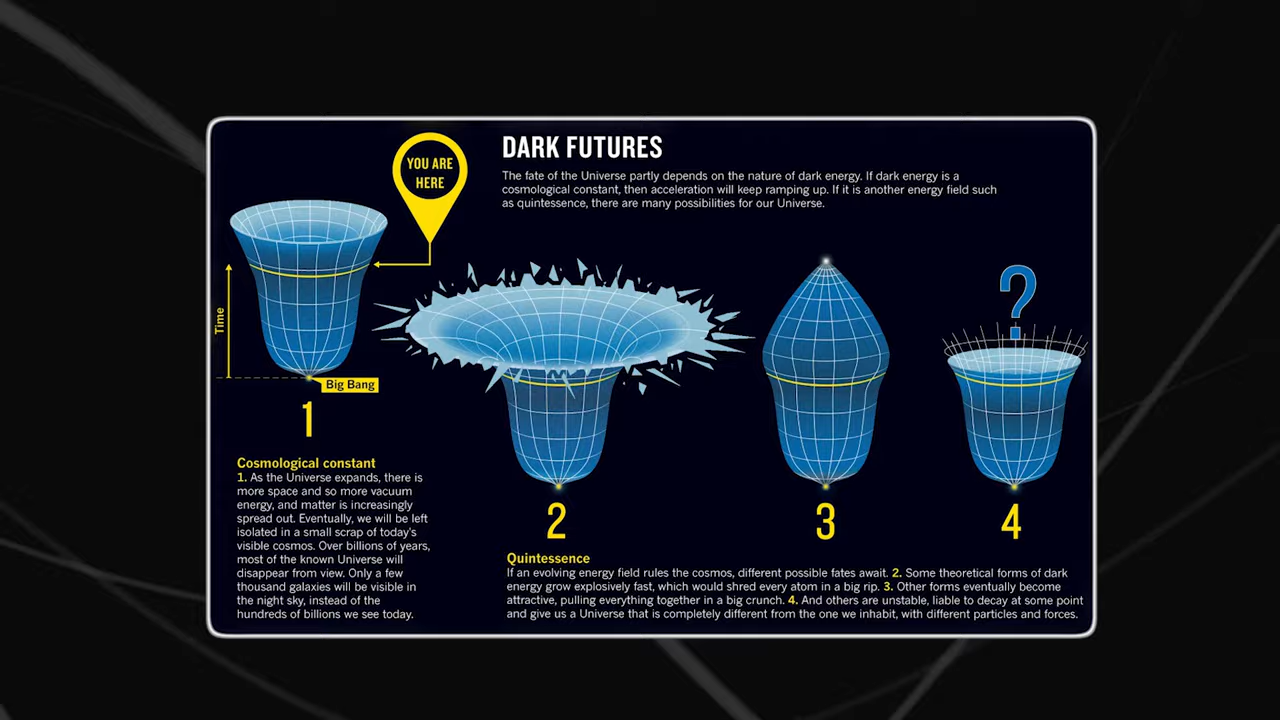 DARK FUTURES
The fate of the Universe partly depends on the nature of dark energy. If dark energy is a
cosmological constant, then acceleration will keep ramping up. If it is another energy field such
as quintessence, there are many possibilities for our Universe.
YOU ARE
HERE
Time
Big Bang
1
2
3
4
?
Cosmological constant
1. As the Universe expands, there is
more space and so more vacuum
energy, and matter is increasingly
spread out. Eventually, we will be left
isolated in a small scrap of today's
visible cosmos. Over billions of years,
most of the known Universe will
disappear from view. Only a few
thousand galaxies will be visible in
the night sky, instead of the
hundreds of billions we see today.
Quintessence
If an evolving energy field rules the cosmos, different possible fates await. 2. Some theoretical forms of dark
energy grow explosively fast, which would shred every atom in a big rip. 3. Other forms eventually become
attractive, pulling everything together in a big crunch. 4. And others are unstable, liable to decay at some point
and give us a Universe that is completely different from the one we inhabit, with different particles and forces.